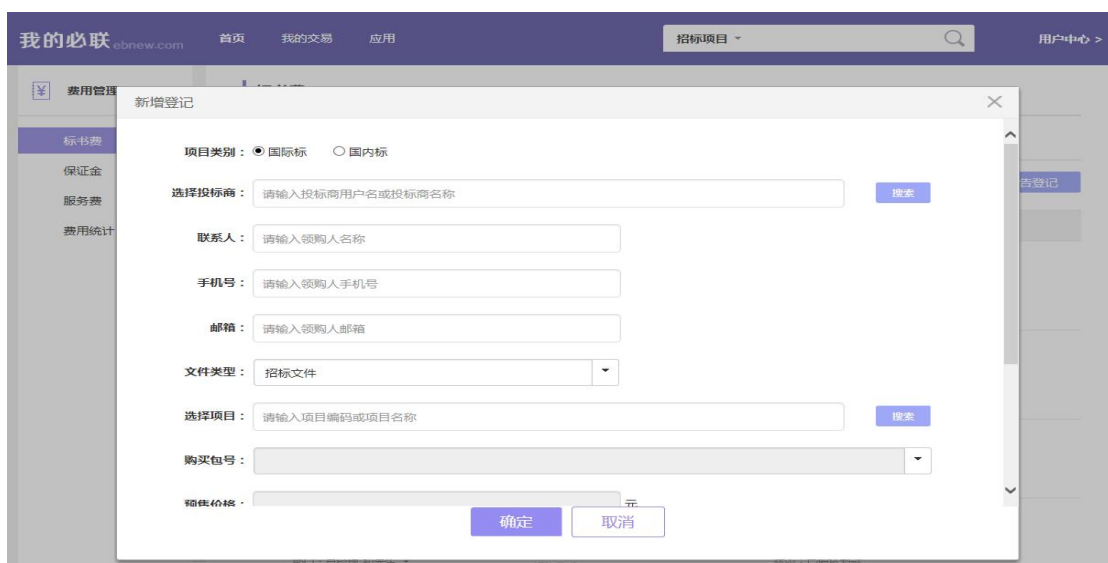 我的必联 ebnew.com 首页 我的交易 应用 招标项目 用户中心 >
费用管理
新增登记
标书费
保证金
服务费
费用统计
项目类别： 国际标 国内标
选择投标商： 请输入投标商用户名或投标商名称 搜索
告登记
联系人： 请输入领购人名称
手机号： 请输入领购人手机号
邮箱： 请输入领购人邮箱
文件类型： 招标文件
选择项目： 请输入项目编码或项目名称 搜索
购买包号：
预售价格： 元
确定 取消